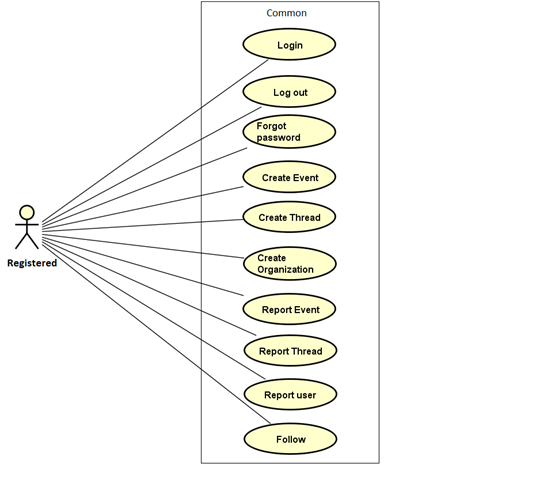 Common
Login
Log out
Forgot
password
Create Event
Create Thread
Create
Organization
Report Event
Report Thread
Report user
Follow
Registered